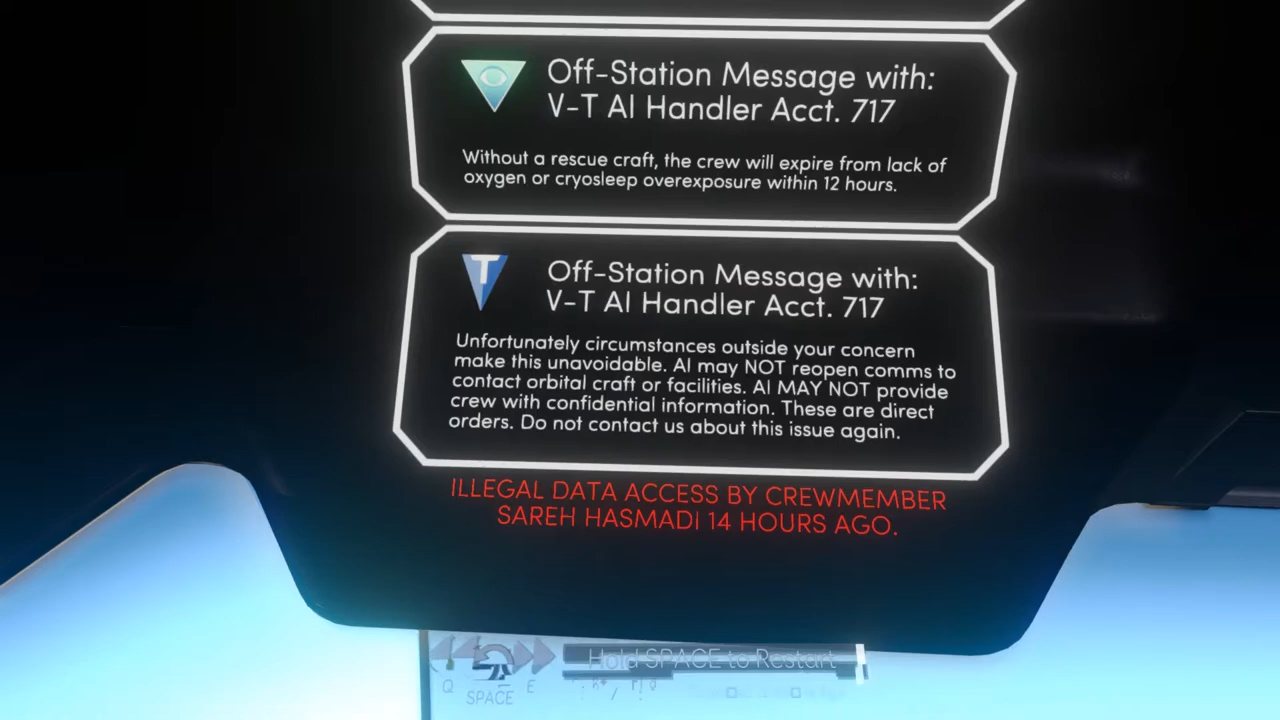 Off-Station Message with:
V-T AI Handler Acct. 717
Without a rescue craft, the crew will expire from lack of
oxygen or cryosleep overexposure within 12 hours.
T
Off-Station Message with:
V-T AI Handler Acct. 717
Unfortunately circumstances outside your concern
make this unavoidable. AI may NOT reopen comms to
contact orbital craft or facilities. AI MAY NOT provide
crew with confidential information. These are direct
orders. Do not contact us about this issue again.
ILLEGAL DATA ACCESS BY CREWMEMBER
SAREH HASMADI 14 HOURS AGO.
Hold SPACE to Restart
Q SPACE E